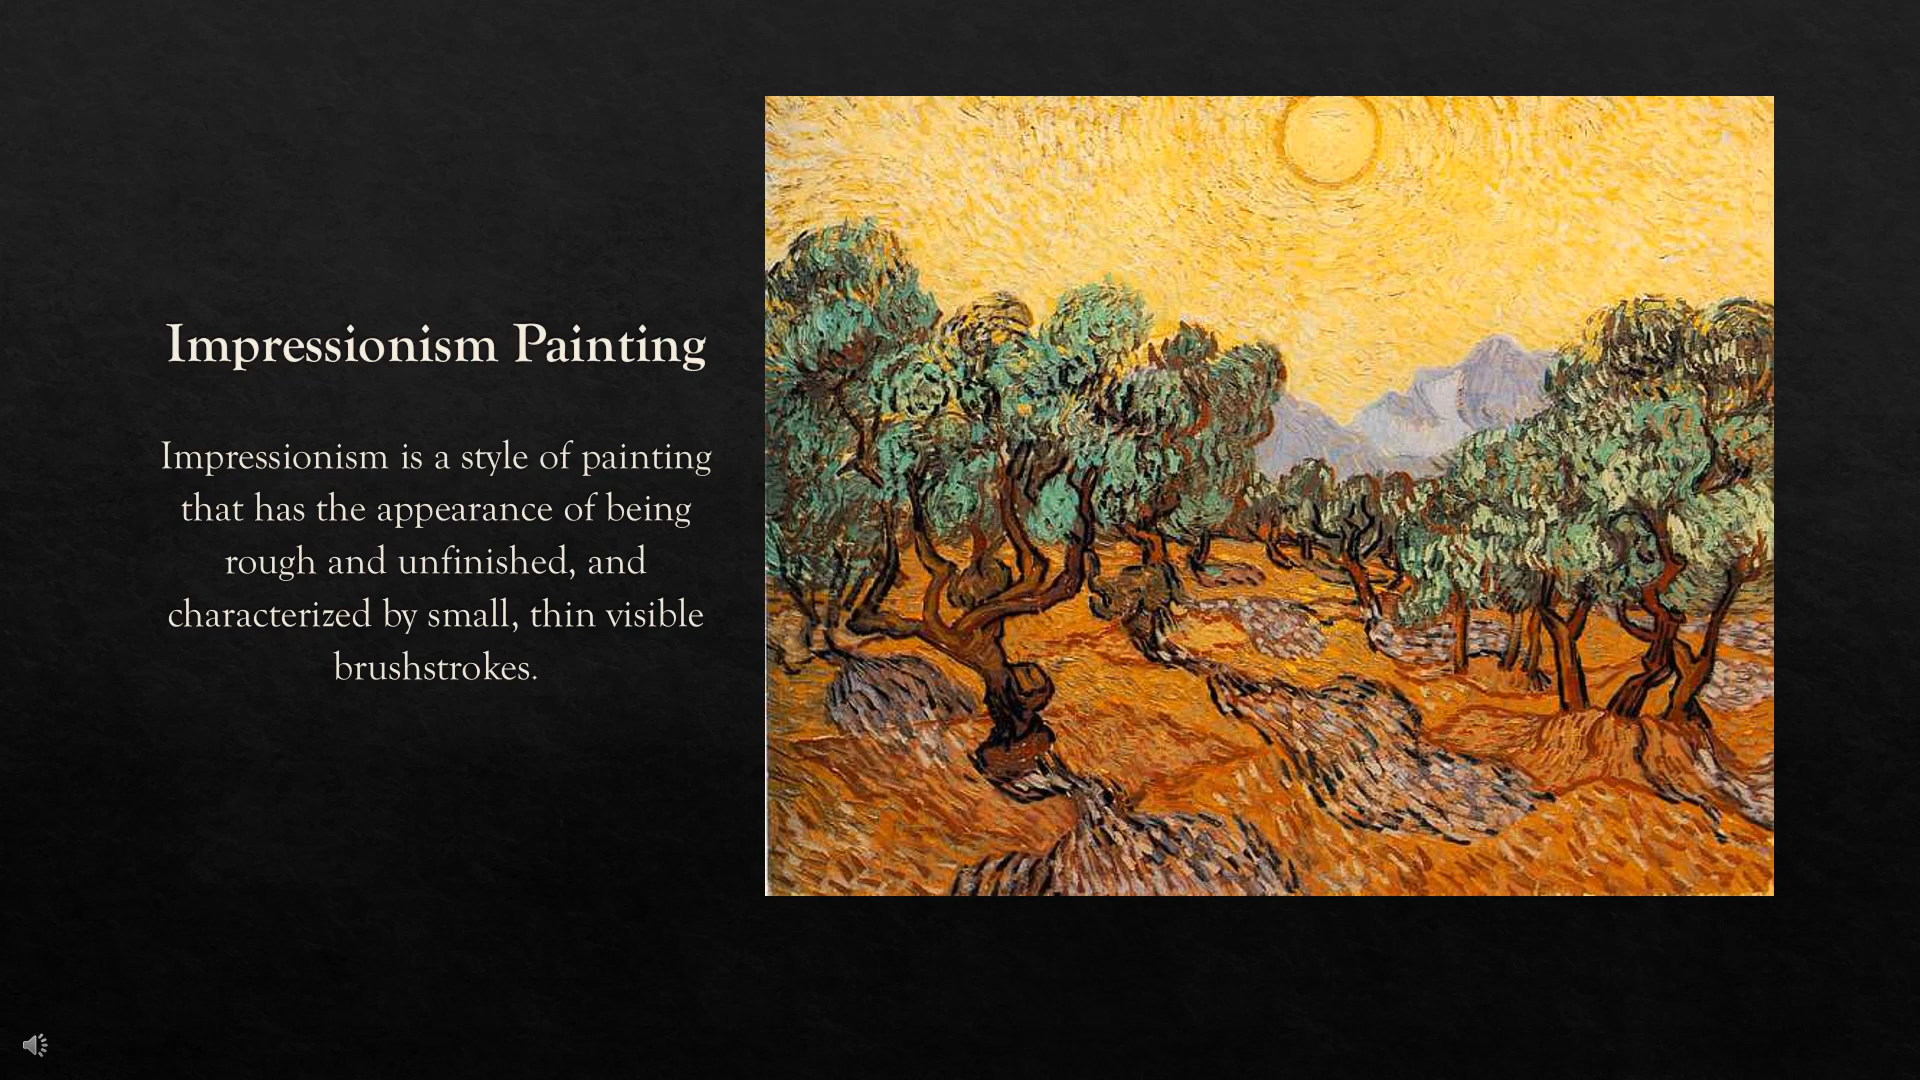 Impressionism Painting
Impressionism is a style of painting
that has the appearance of being
rough and unfinished, and
characterized by small, thin visible
brushstrokes.